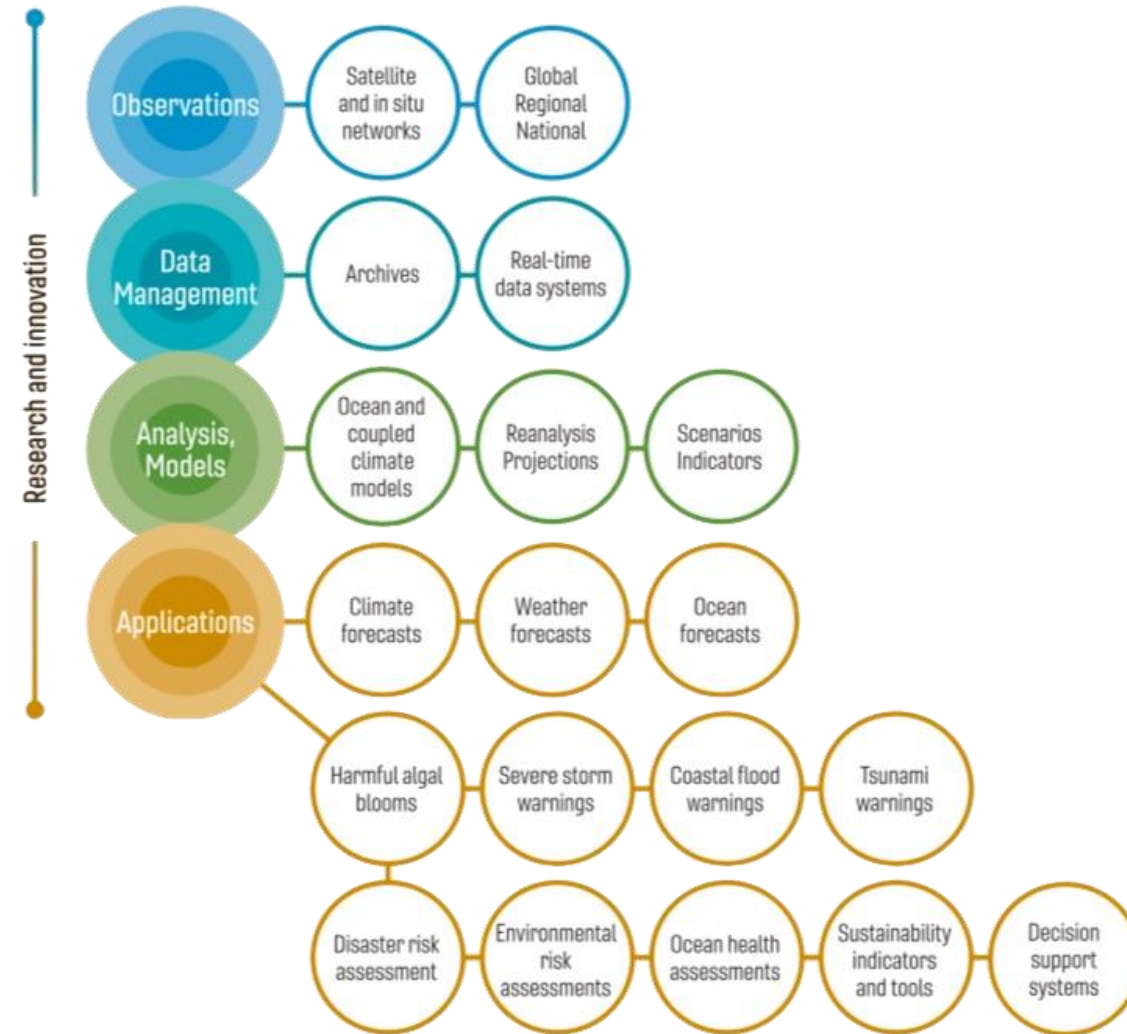 Research and innovation
Observations
Satellite
and in situ
networks
Global
Regional
National
Data
Management
Archives
Real-time
data systems
Analysis,
Models
Ocean and
coupled
climate
models
Reanalysis
Projections
Scenarios
Indicators
Applications
Climate
forecasts
Weather
forecasts
Ocean
forecasts
Harmful algal
blooms
Severe storm
warnings
Coastal flood
warnings
Tsunami
warnings
Disaster risk
assessment
Environmental
risk
assessments
Ocean health
assessments
Sustainability
indicators
and tools
Decision
support
systems